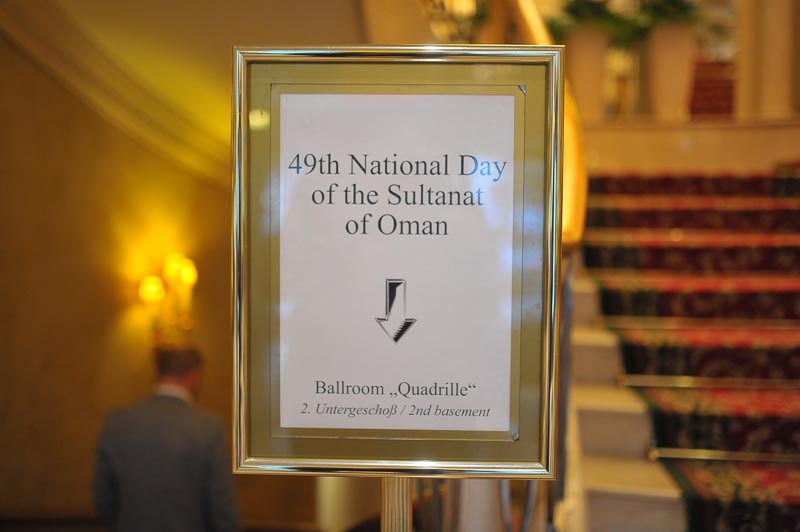 49th National Day
of the Sultanat
of Oman
Ballroom „Quadrille“
2. Untergeschoß / 2nd basement